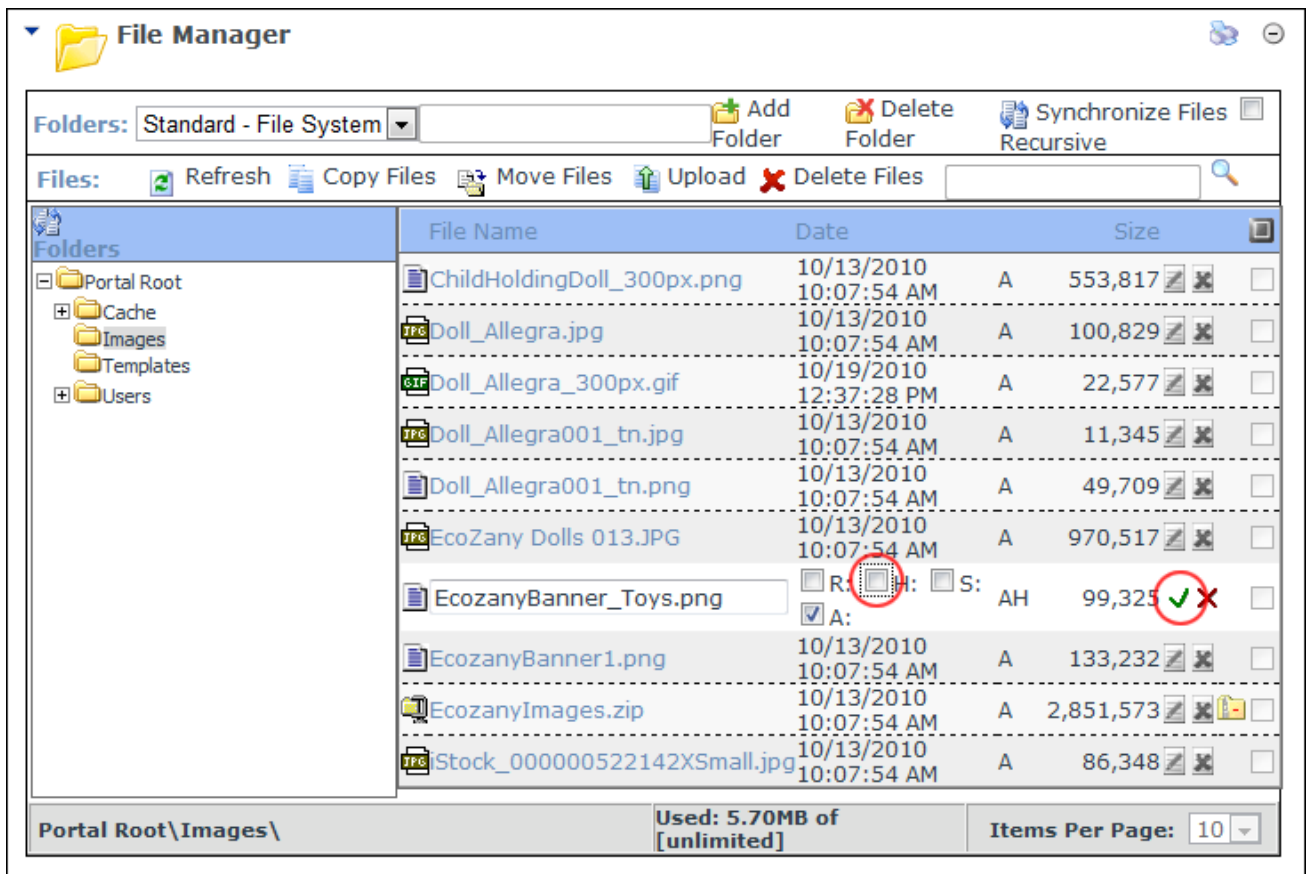 File Manager
Folders: Standard - File System Add Folder Delete Folder Synchronize Files Recursive
Files: Refresh Copy Files Move Files Upload Delete Files
Folders
Portal Root
Cache
Images
Templates
Users
File Name Date Size
ChildHoldingDoll_300px.png 10/13/2010 10:07:54 AM A 553,817
JPG Doll_Allegra.jpg 10/13/2010 10:07:54 AM A 100,829
GIF Doll_Allegra_300px.gif 10/19/2010 12:37:28 PM A 22,577
JPG Doll_Allegra001_tn.jpg 10/13/2010 10:07:54 AM A 11,345
Doll_Allegra001_tn.png 10/13/2010 10:07:54 AM A 49,709
JPG EcoZany Dolls 013.JPG 10/13/2010 10:07:54 AM A 970,517
EcozanyBanner_Toys.png R: H: S: A: AH 99,325
EcozanyBanner1.png 10/13/2010 10:07:54 AM A 133,232
EcozanyImages.zip 10/13/2010 10:07:54 AM A 2,851,573
JPG iStock_000000522142XSmall.jpg 10/13/2010 10:07:54 AM A 86,348
Portal Root\Images\ Used: 5.70MB of [unlimited] Items Per Page: 10